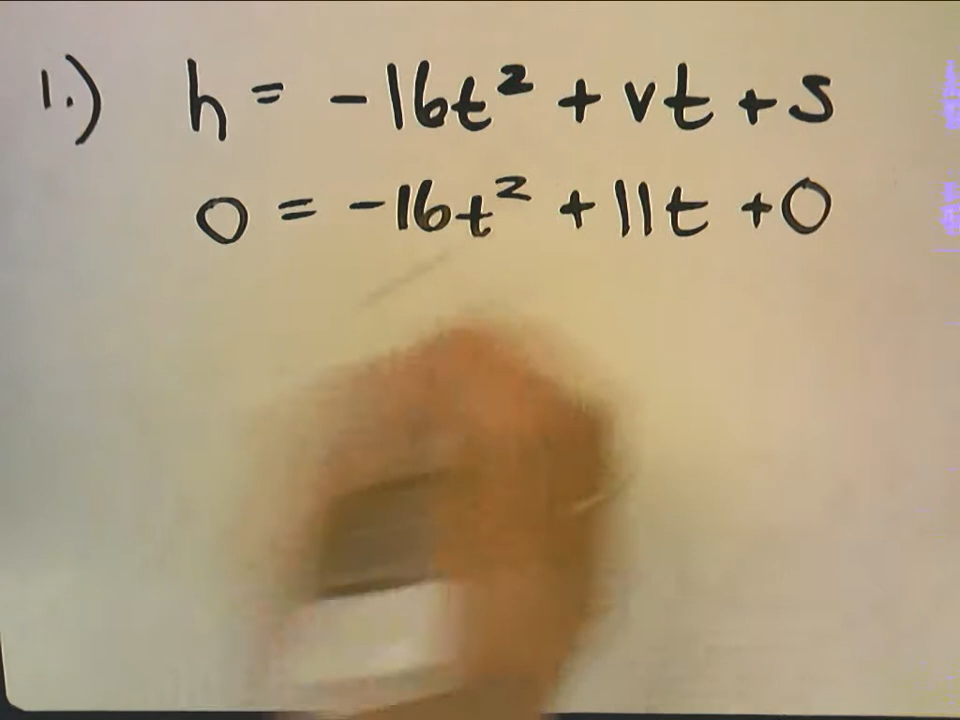 1.) h = -16t² + vt + s
0 = -16t² + 11t + 0